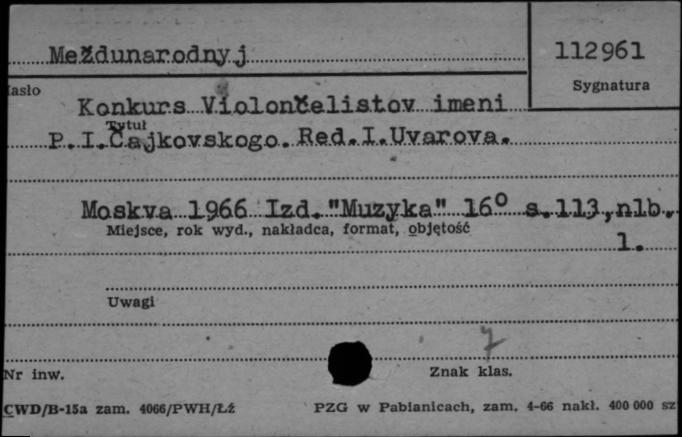 Meždunarodnyj
112961
asło
Sygnatura
Konkurs Violončelistov imeni
Tytuł
P.I.Čajkovskogo. Red.I.Uvarova.
Moskva 1966 Izd."Muzyka" 16° s.113,nlb.
Miejsce, rok wyd., nakładca, format, objętość
1.
Uwagi
7
Nr inw.
Znak klas.
CWD/B-15a zam. 4066/PWH/Łź
PZG w Pabianicach, zam. 4-66 nakł. 400 000 sz